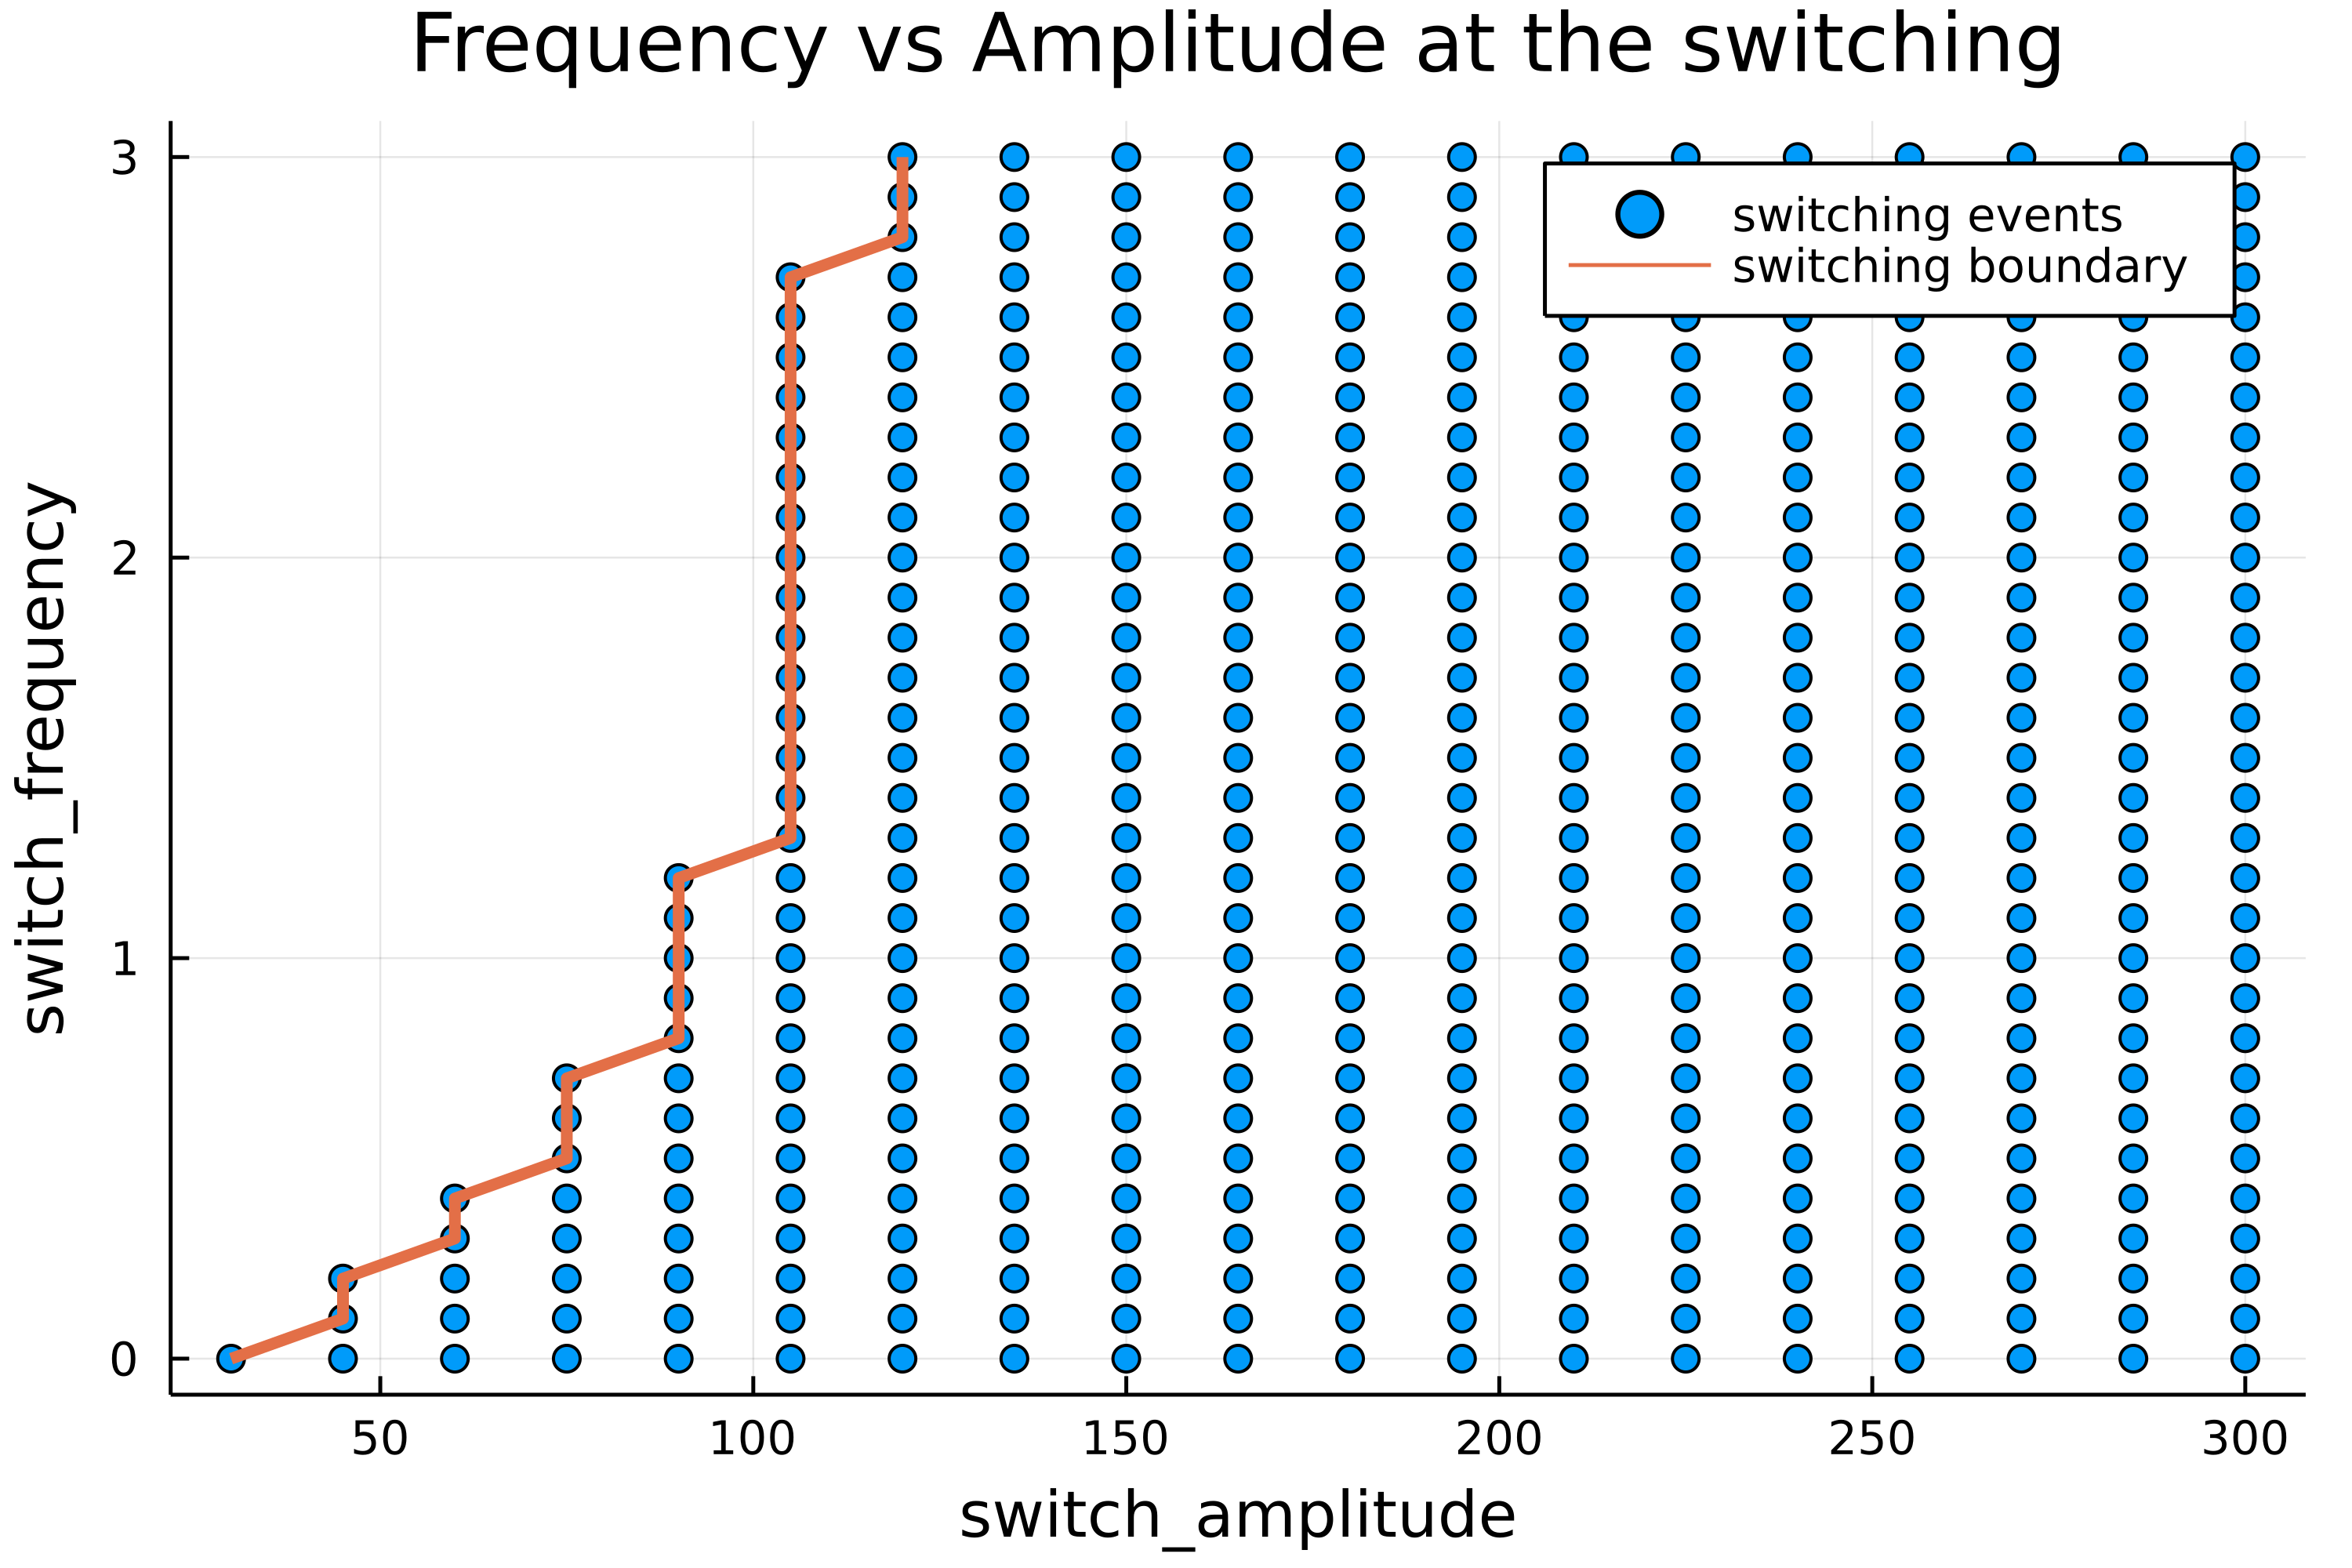 Frequency vs Amplitude at the switching
switching events
switching boundary
switch_frequency
3
2
1
0
50 100 150 200 250 300
switch_amplitude